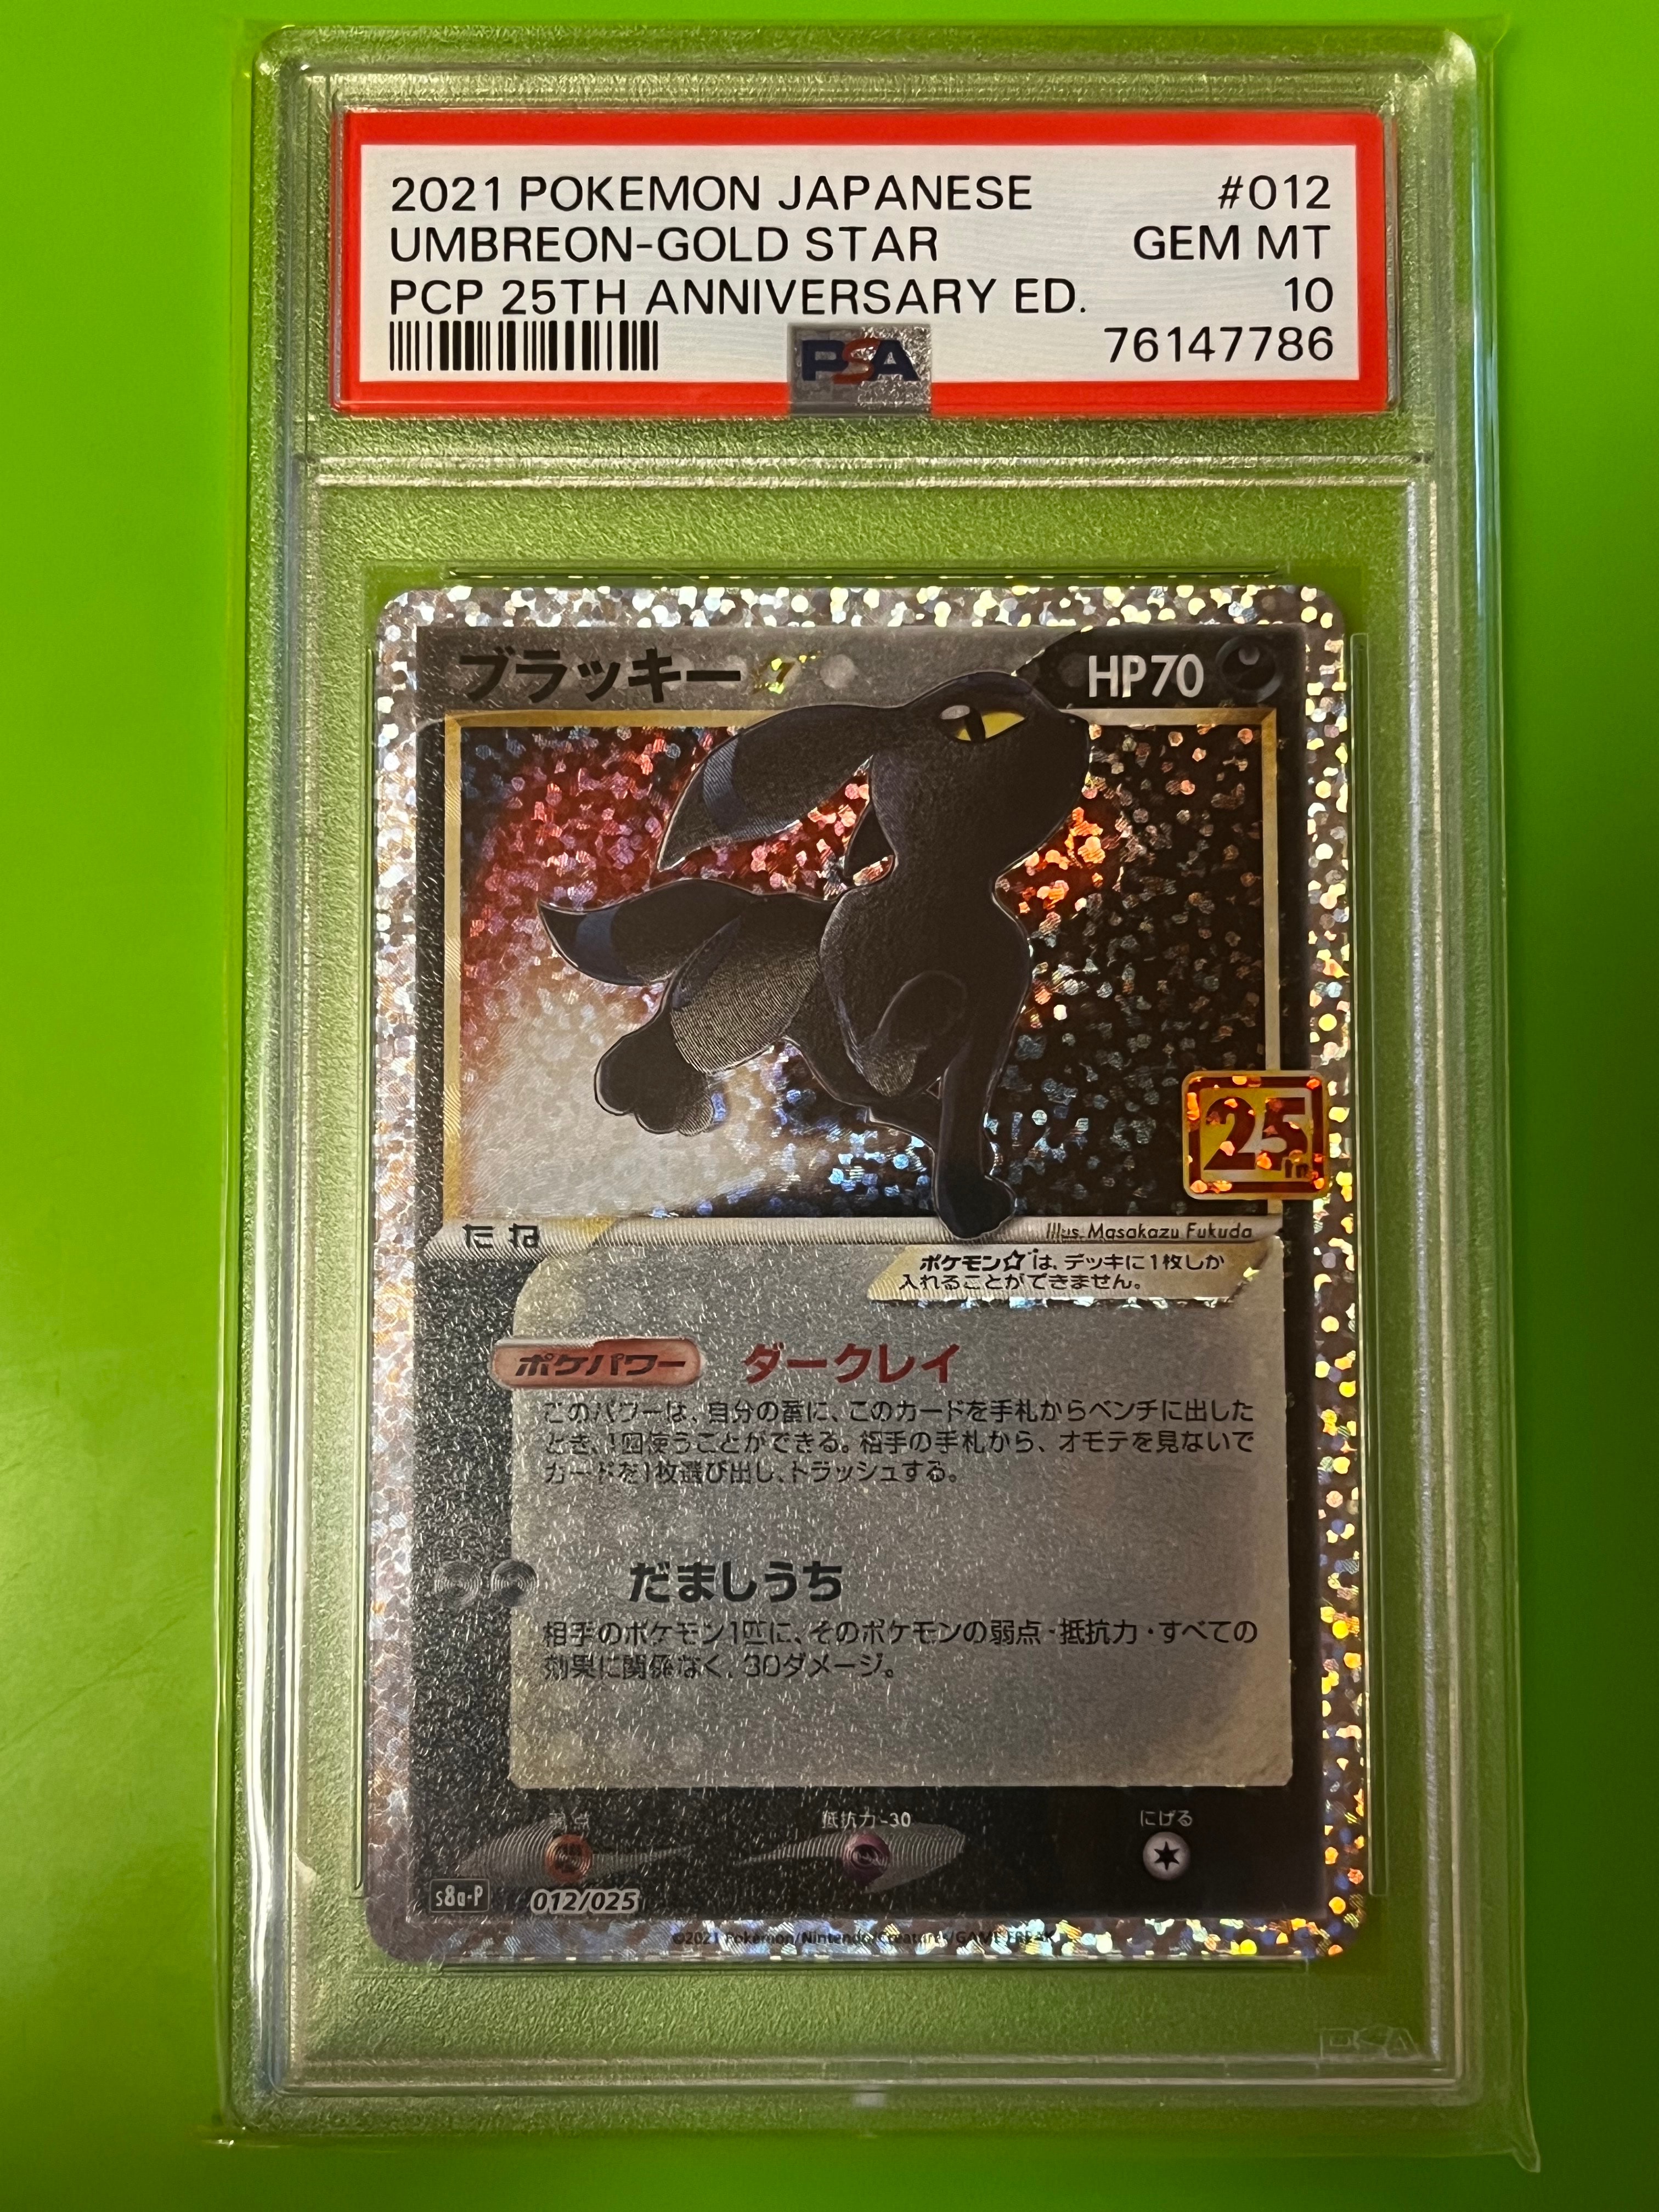 2021 POKEMON JAPANESE #012
UMBREON-GOLD STAR GEM MT
PCP 25TH ANNIVERSARY ED. 10
76147786
PSA
ブラッキー☆ HP70
25th
たね
Illus. Masakazu Fukuda
ポケモン☆は、デッキに1枚しか
入れることができません。
ポケパワー ダークレイ
このパワーは、自分の番に、このカードを手札からベンチに出した
とき、1回使うことができる。相手の手札から、オモテを見ないで
カードを1枚選び出し、トラッシュする。
だましうち
相手のポケモン1匹に、そのポケモンの弱点・抵抗力・すべての
効果に関係なく、30ダメージ。
弱点 抵抗力 -30 にげる
s8a-P 012/025
©2021 Pokémon/Nintendo/Creatures/GAME FREAK
PSA